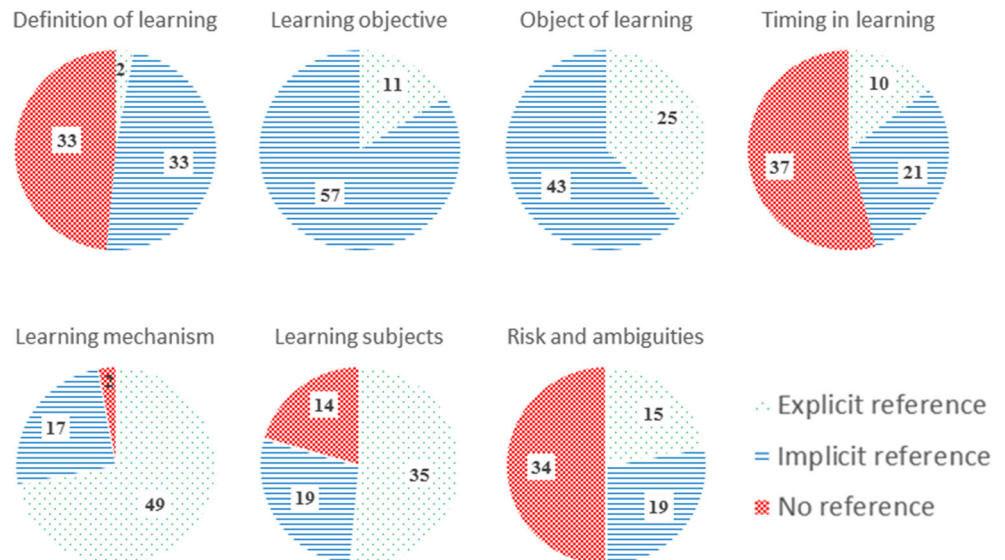 Definition of learning
Learning objective
Object of learning
Timing in learning
2
33
33
11
57
25
43
10
37
21
Learning mechanism
Learning subjects
Risk and ambiguities
2
17
49
14
35
19
15
34
19
Explicit reference
Implicit reference
No reference